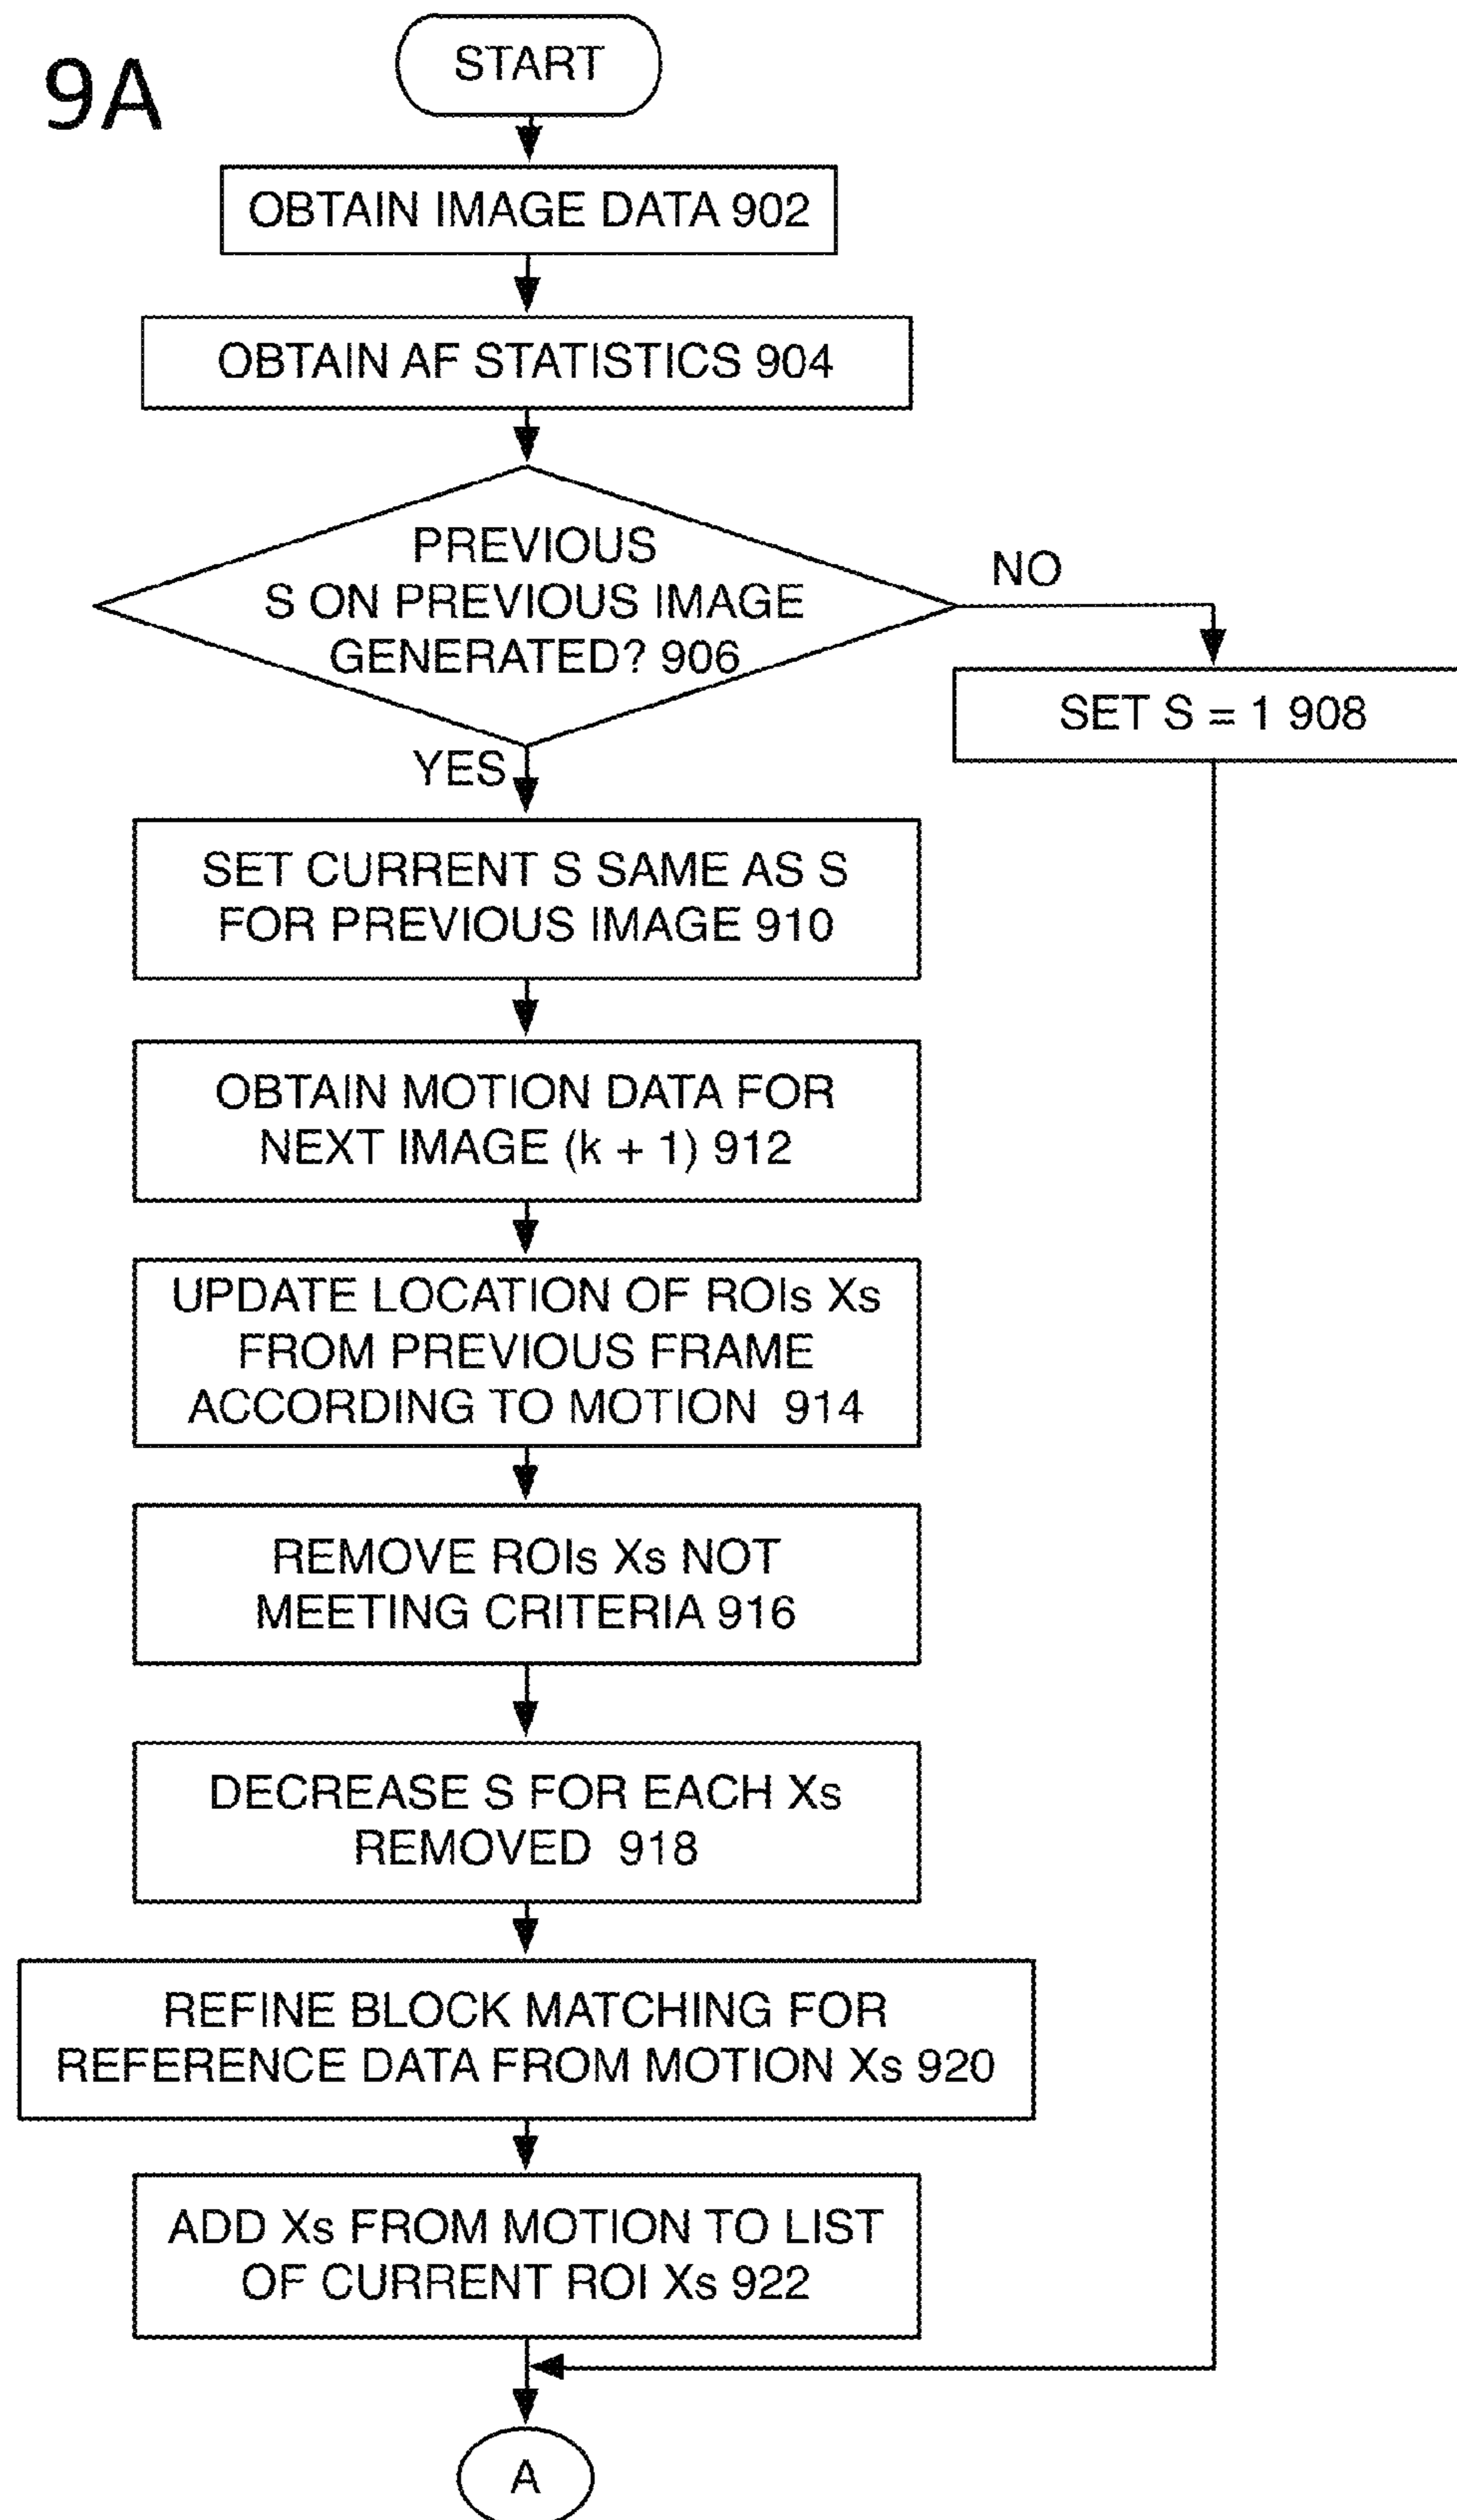 9A
START
OBTAIN IMAGE DATA 902
OBTAIN AF STATISTICS 904
PREVIOUS
S ON PREVIOUS IMAGE
GENERATED? 906
NO
SET S = 1 908
YES
SET CURRENT S SAME AS S
FOR PREVIOUS IMAGE 910
OBTAIN MOTION DATA FOR
NEXT IMAGE (k + 1) 912
UPDATE LOCATION OF ROIs Xs
FROM PREVIOUS FRAME
ACCORDING TO MOTION 914
REMOVE ROIs Xs NOT
MEETING CRITERIA 916
DECREASE S FOR EACH Xs
REMOVED 918
REFINE BLOCK MATCHING FOR
REFERENCE DATA FROM MOTION Xs 920
ADD Xs FROM MOTION TO LIST
OF CURRENT ROI Xs 922
A